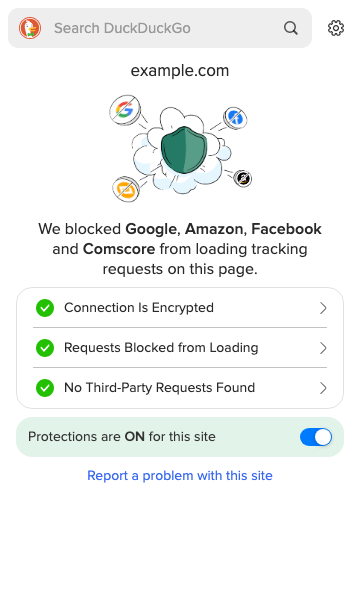 Search DuckDuckGo
example.com
We blocked Google, Amazon, Facebook
and Comscore from loading tracking
requests on this page.
Connection Is Encrypted
Requests Blocked from Loading
No Third-Party Requests Found
Protections are ON for this site
Report a problem with this site